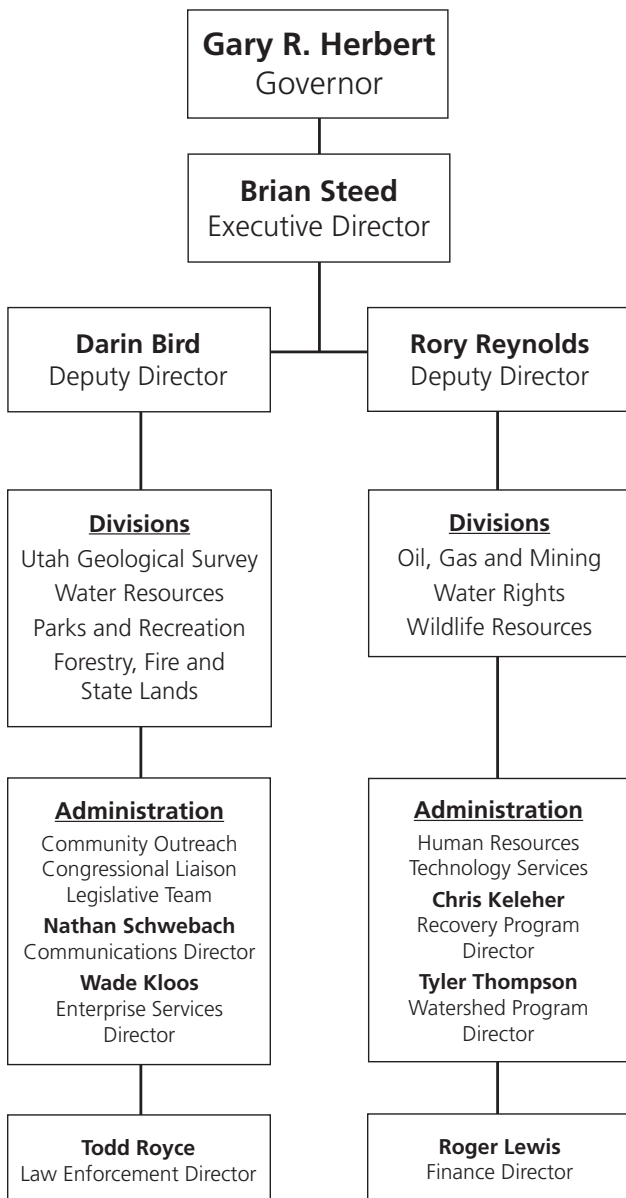 Gary R. Herbert
Governor
Brian Steed
Executive Director
Darin Bird
Deputy Director
Rory Reynolds
Deputy Director
Divisions
Utah Geological Survey
Water Resources
Parks and Recreation
Forestry, Fire and
State Lands
Divisions
Oil, Gas and Mining
Water Rights
Wildlife Resources
Administration
Community Outreach
Congressional Liaison
Legislative Team
Nathan Schwebach
Communications Director
Wade Kloos
Enterprise Services
Director
Administration
Human Resources
Technology Services
Chris Keleher
Recovery Program
Director
Tyler Thompson
Watershed Program
Director
Todd Royce
Law Enforcement Director
Roger Lewis
Finance Director